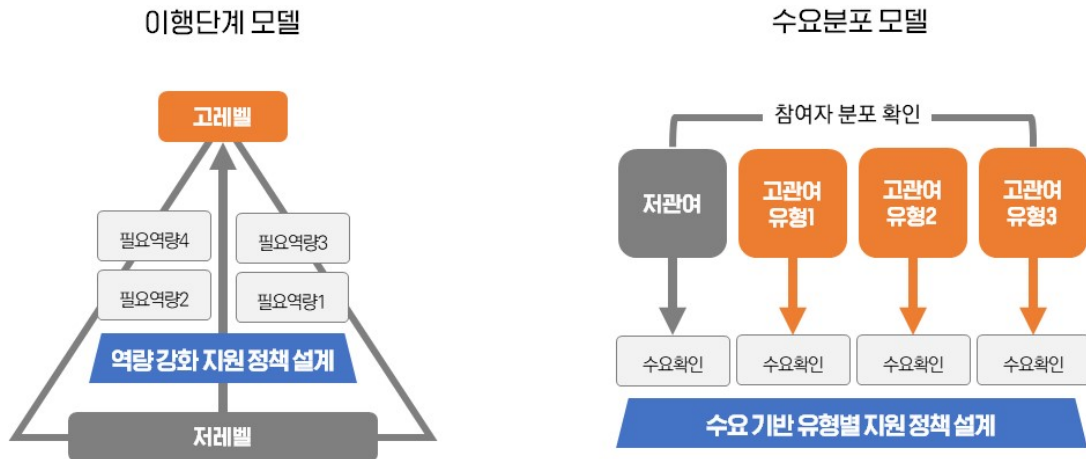 이행단계 모델
고레벨
필요역량4
필요역량3
필요역량2
필요역량1
역량 강화 지원 정책 설계
저레벨
수요분포 모델
참여자 분포 확인
저관여
고관여
유형1
고관여
유형2
고관여
유형3
수요확인
수요확인
수요확인
수요확인
수요 기반 유형별 지원 정책 설계